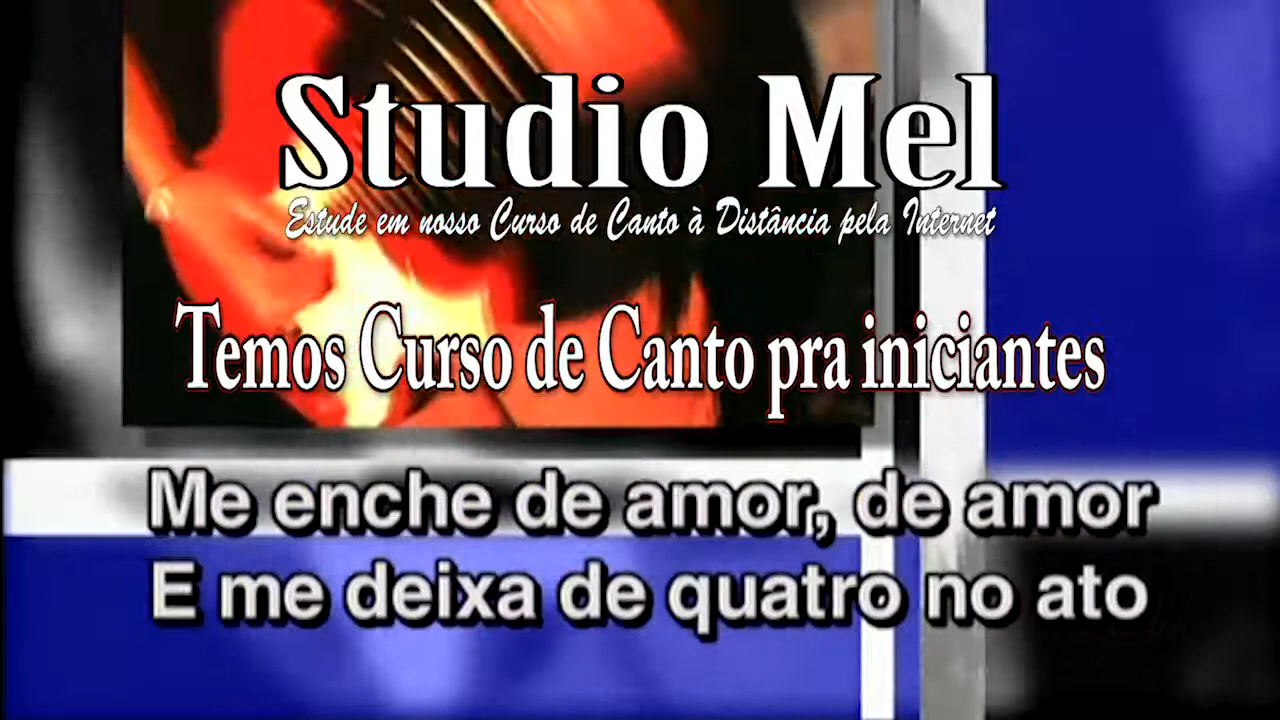 Studio Mel
Estude em nosso Curso de Canto à Distância pela Internet
Temos Curso de Canto pra iniciantes
Me enche de amor, de amor
E me deixa de quatro no ato